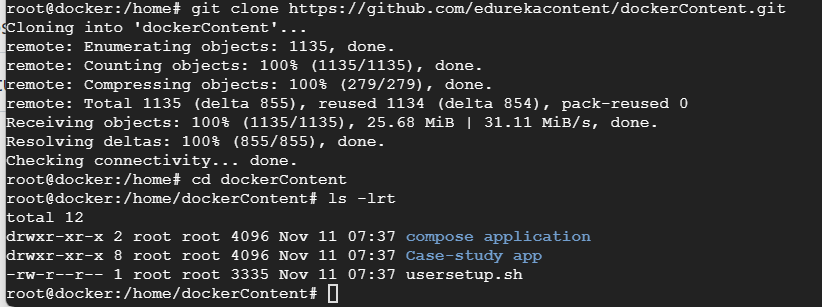 root@docker:/home# git clone https://github.com/edurekacontent/dockerContent.git
Cloning into 'dockerContent'...
remote: Enumerating objects: 1135, done.
remote: Counting objects: 100% (1135/1135), done.
remote: Compressing objects: 100% (279/279), done.
remote: Total 1135 (delta 855), reused 1134 (delta 854), pack-reused 0
Receiving objects: 100% (1135/1135), 25.68 MiB | 31.11 MiB/s, done.
Resolving deltas: 100% (855/855), done.
Checking connectivity... done.
root@docker:/home# cd dockerContent
root@docker:/home/dockerContent# ls -lrt
total 12
drwxr-xr-x 2 root root 4096 Nov 11 07:37 compose application
drwxr-xr-x 8 root root 4096 Nov 11 07:37 Case-study app
-rw-r--r-- 1 root root 3335 Nov 11 07:37 usersetup.sh
root@docker:/home/dockerContent#